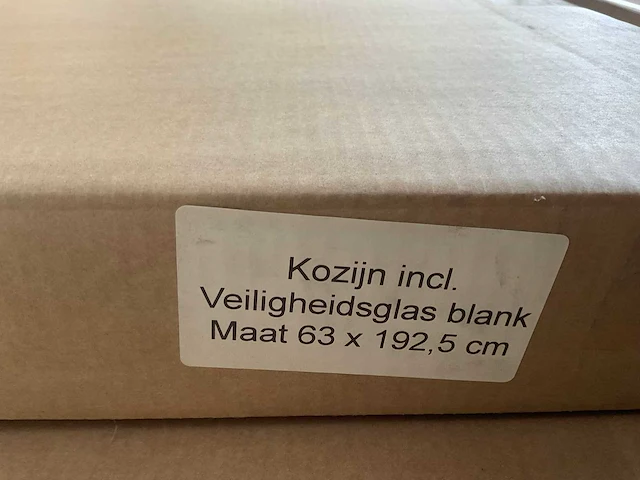 Kozijn incl.
Veiligheidsglas blank
Maat 63 x 192,5 cm